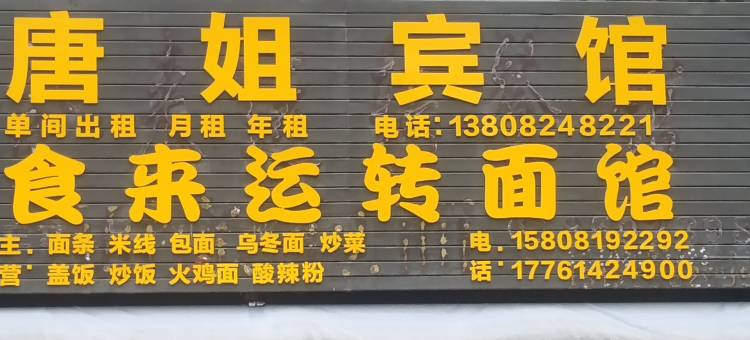 唐姐宾馆
单间出租 月租 年租 电话:13808248221
食来运转面馆
主. 面条 米线 包面 乌冬面 炒菜 电. 15808192292
营: 盖饭 炒饭 火鸡面 酸辣粉 话: 17761424900